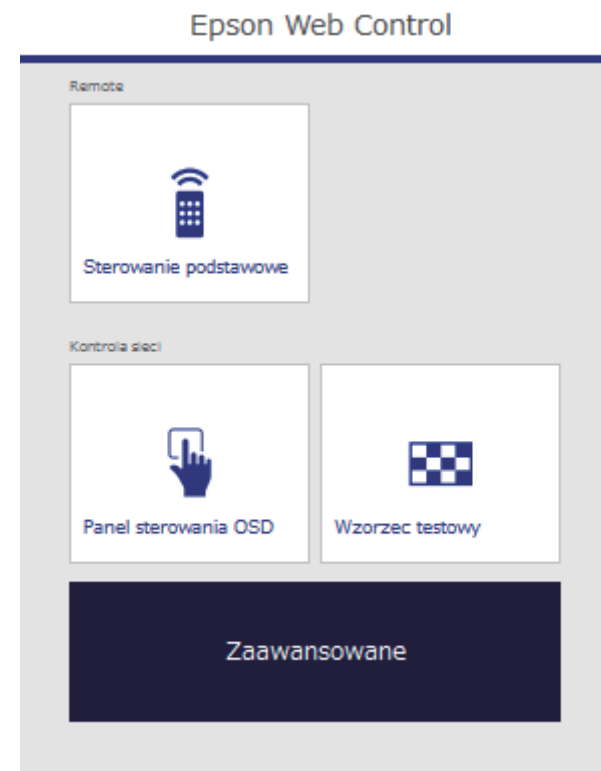 Epson Web Control
Remote
Sterowanie podstawowe
Kontrola sieci
Panel sterowania OSD
Wzorzec testowy
Zaawansowane